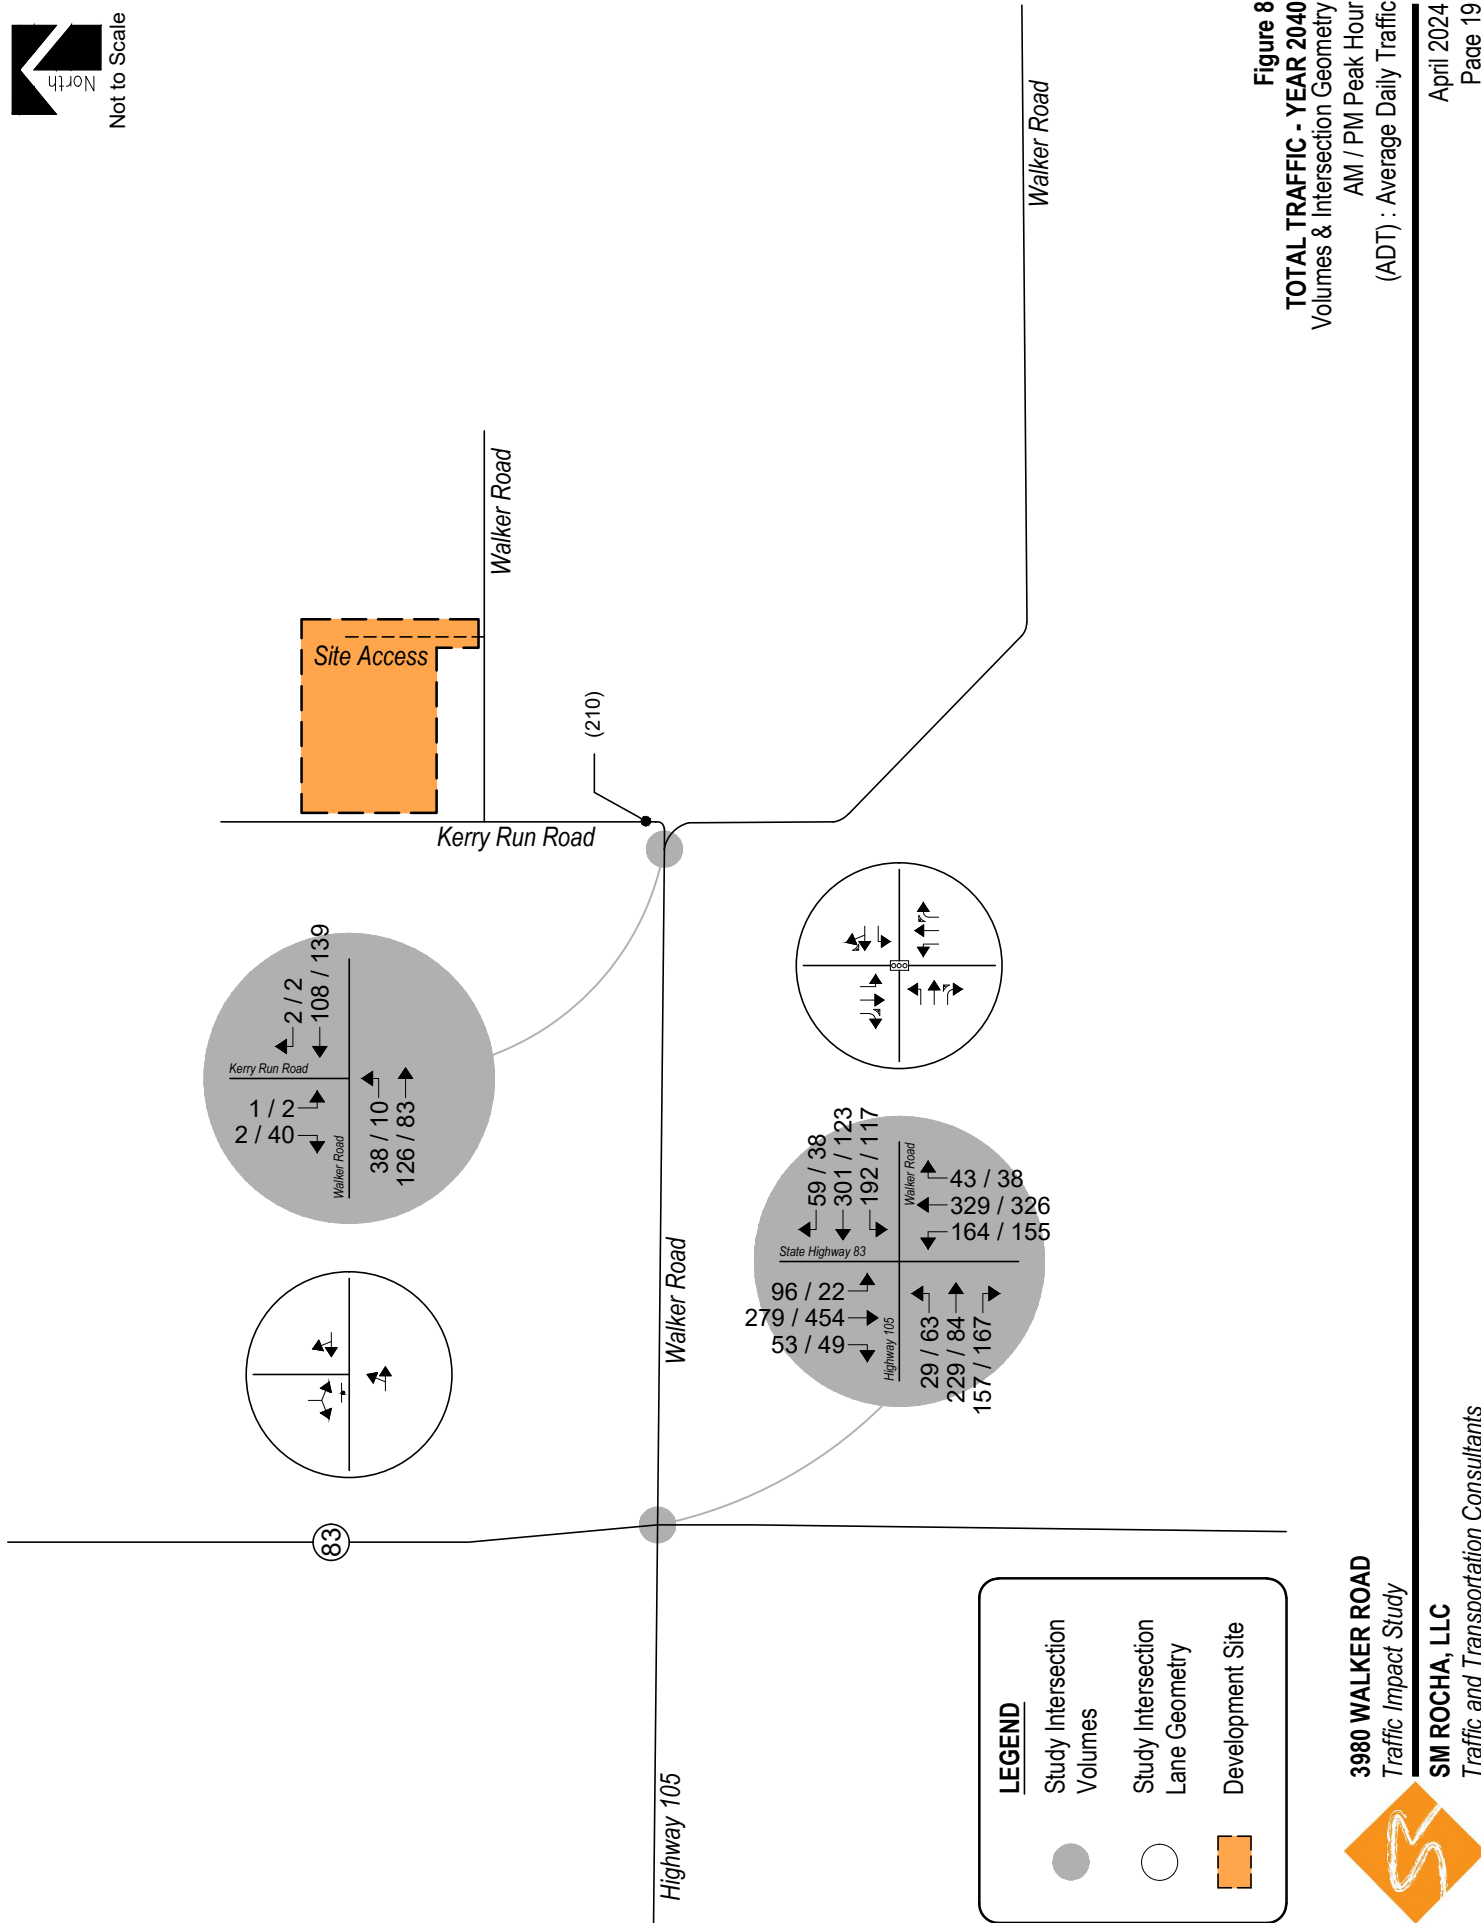 North
Not to Scale
Figure 8
TOTAL TRAFFIC - YEAR 2040
Volumes & Intersection Geometry
AM / PM Peak Hour
(ADT) : Average Daily Traffic
April 2024
Page 19
Walker Road
Walker Road
Site Access
(210)
Kerry Run Road
2 / 2
108 / 139
Kerry Run Road
1 / 2
2 / 40
Walker Road
38 / 10
126 / 83
59 / 38
301 / 123
192 / 117
State Highway 83
Walker Road
43 / 38
329 / 326
164 / 155
96 / 22
279 / 454
53 / 49
Highway 105
29 / 63
229 / 84
157 / 167
Walker Road
83
Highway 105
LEGEND
Study Intersection
Volumes
Study Intersection
Lane Geometry
Development Site
3980 WALKER ROAD
Traffic Impact Study
SM ROCHA, LLC
Traffic and Transportation Consultants